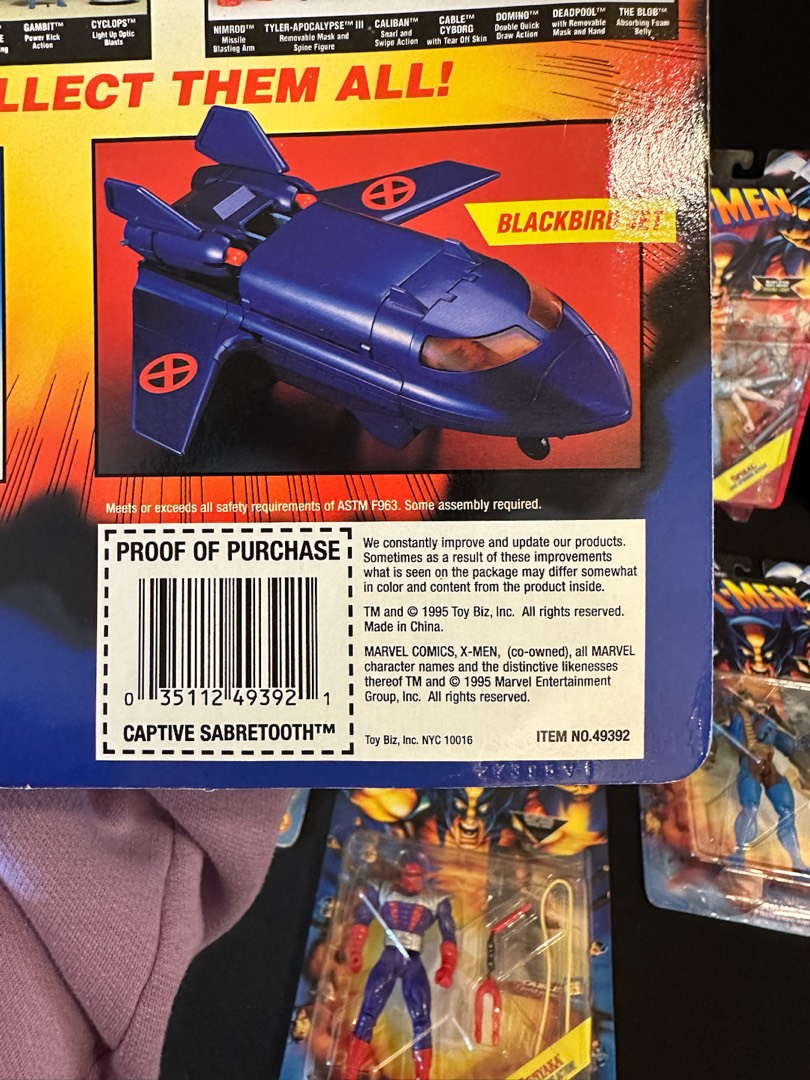 GAMBIT™
Power Kick
Action
CYCLOPS™
Light Up Optic
Blasts
NIMROD™
Missile
Blasting Arm
TYLER-APOCALYPSE™ III
Removable Mask and
Spine Figure
CALIBAN™
Snarl and
Swipe Action
CABLE™
CYBORG
with Tear Off Skin
DOMINO™
Double Quick
Draw Action
DEADPOOL™
with Removable
Mask and Hand
THE BLOB™
Absorbing Foam
Belly
LLECT THEM ALL!
BLACKBIRD JET
Meets or exceeds all safety requirements of ASTM F963. Some assembly required.
PROOF OF PURCHASE
0 35112 49392 1
CAPTIVE SABRETOOTH™
We constantly improve and update our products.
Sometimes as a result of these improvements
what is seen on the package may differ somewhat
in color and content from the product inside.
TM and © 1995 Toy Biz, Inc. All rights reserved.
Made in China.
MARVEL COMICS, X-MEN, (co-owned), all MARVEL
character names and the distinctive likenesses
thereof TM and © 1995 Marvel Entertainment
Group, Inc. All rights reserved.
Toy Biz, Inc. NYC 10016
ITEM NO.49392
MEN
SPIRAL
-MEN